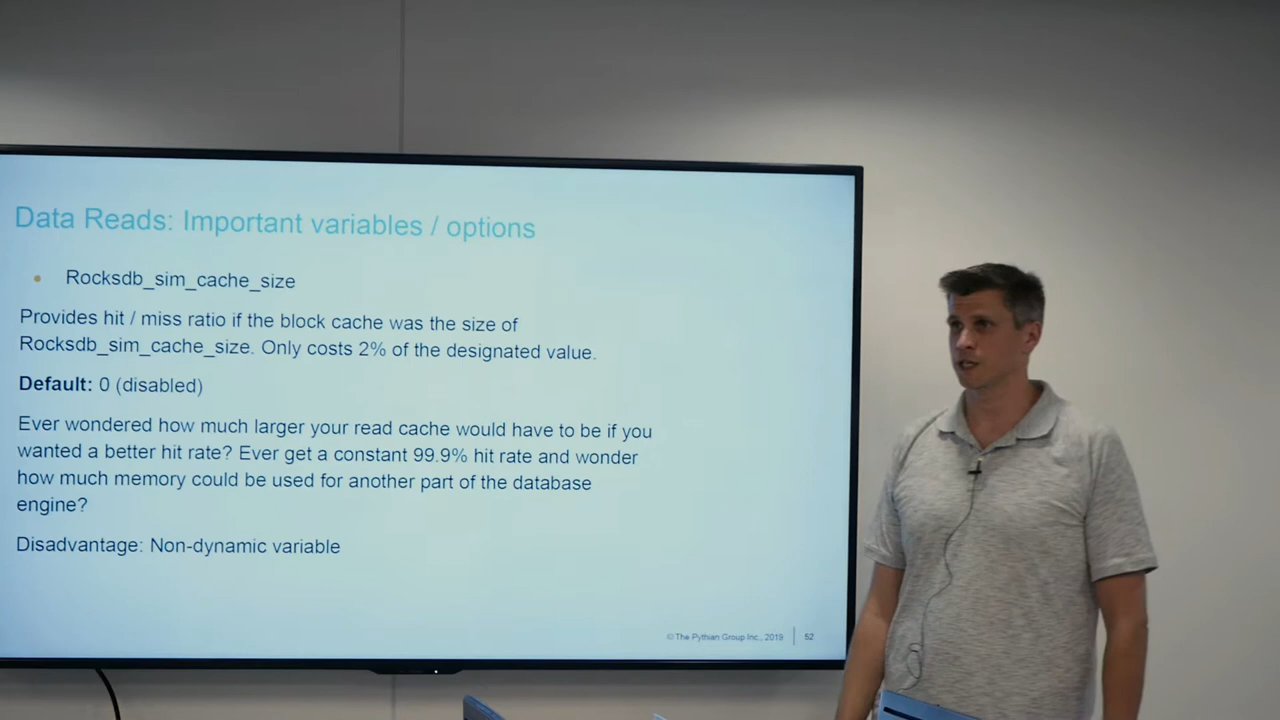 Data Reads: Important variables / options
• Rocksdb_sim_cache_size
Provides hit / miss ratio if the block cache was the size of
Rocksdb_sim_cache_size. Only costs 2% of the designated value.
Default: 0 (disabled)
Ever wondered how much larger your read cache would have to be if you
wanted a better hit rate? Ever get a constant 99.9% hit rate and wonder
how much memory could be used for another part of the database
engine?
Disadvantage: Non-dynamic variable
© The Pythian Group Inc., 2019 52